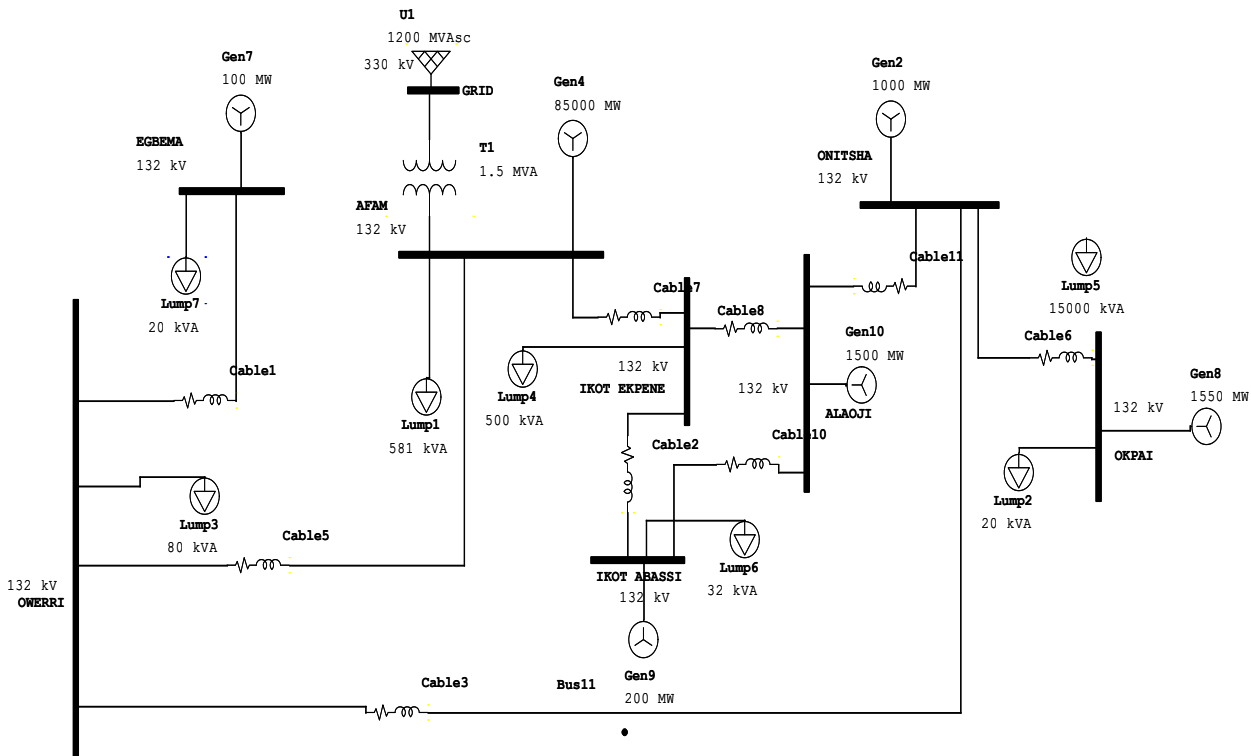 U1
1200 MVAsc
330 kV
GRID
Gen7
100 MW
EGBEMA
132 kV
Gen4
85000 MW
T1
1.5 MVA
AFAM
132 kV
Gen2
1000 MW
ONITSHA
132 kV
Cable11
Lump5
15000 kVA
Lump7
20 kVA
Cable7
Cable8
Gen10
1500 MW
Cable6
Cable1
Lump1
581 kVA
Lump4
500 kVA
132 kV
IKOT EKPENE
132 kV
ALAOJI
132 kV
Gen8
1550 MW
OKPAI
Cable2
Cable10
Lump2
20 kVA
Lump3
80 kVA
Cable5
132 kV
OWERRI
IKOT ABASSI
132 kV
Lump6
32 kVA
Cable3
Bus11
Gen9
200 MW